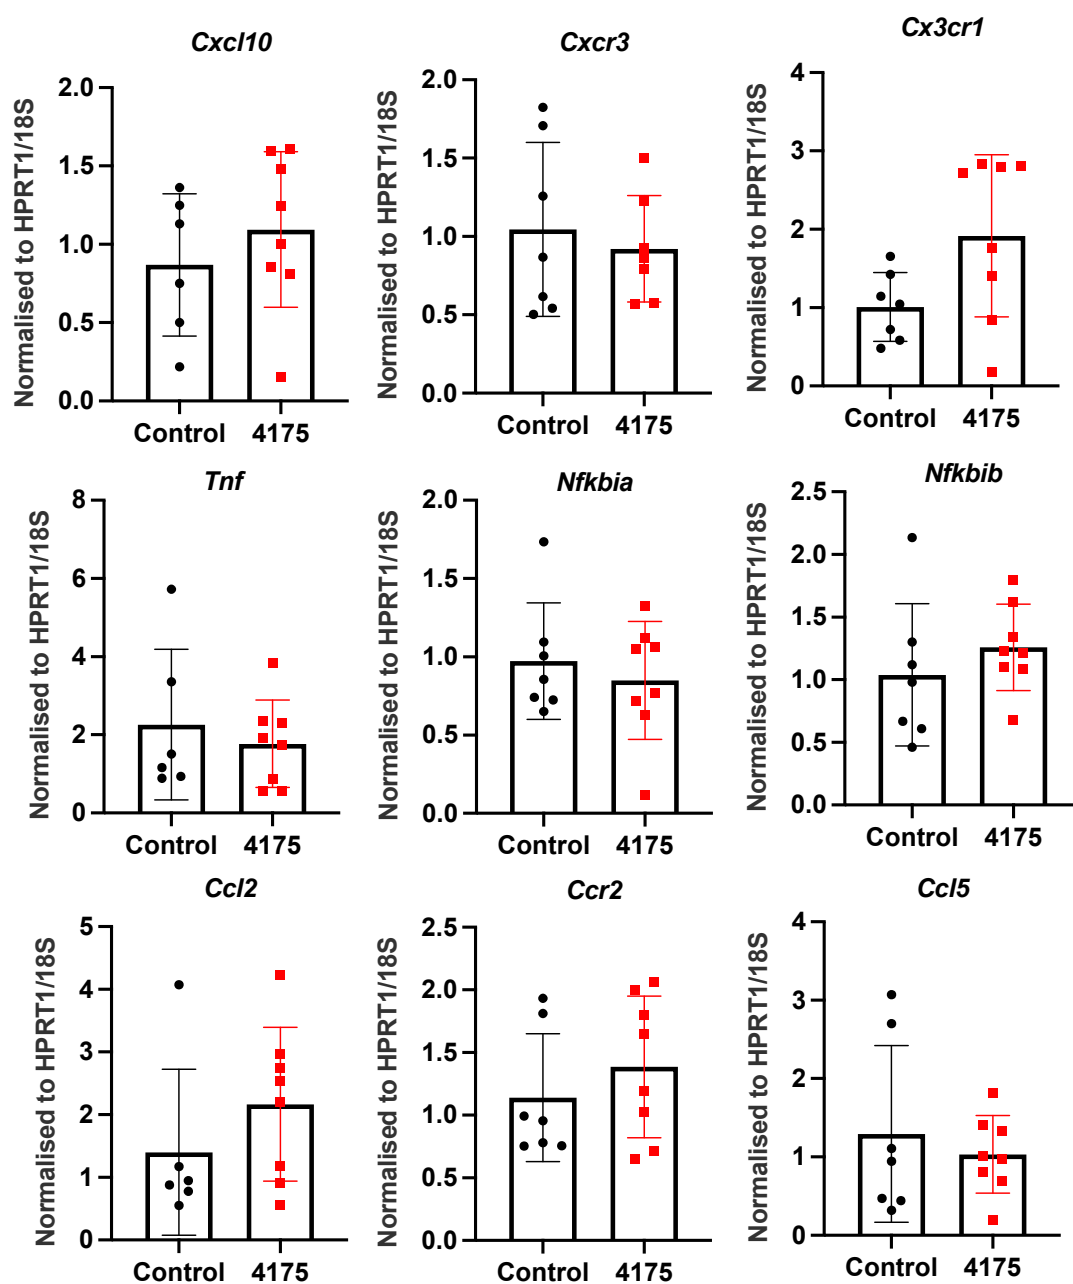 Cxcl10
Normalised to HPRT1/18S
2.0
1.5
1.0
0.5
0.0
Control 4175
Cxcr3
Normalised to HPRT1/18S
2.0
1.5
1.0
0.5
0.0
Control 4175
Cx3cr1
Normalised to HPRT1/18S
4
3
2
1
0
Control 4175
Tnf
Normalised to HPRT1/18S
8
6
4
2
0
Control 4175
Nfkbia
Normalised to HPRT1/18S
2.0
1.5
1.0
0.5
0.0
Control 4175
Nfkbib
Normalised to HPRT1/18S
2.5
2.0
1.5
1.0
0.5
0.0
Control 4175
Ccl2
Normalised to HPRT1/18S
5
4
3
2
1
0
Control 4175
Ccr2
Normalised to HPRT1/18S
2.5
2.0
1.5
1.0
0.5
0.0
Control 4175
Ccl5
Normalised to HPRT1/18S
4
3
2
1
0
Control 4175